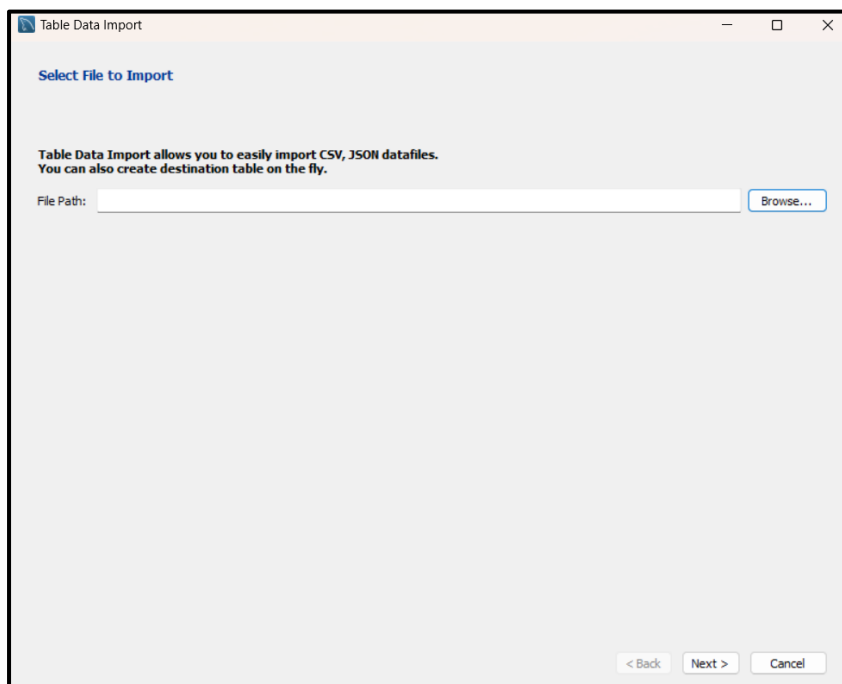 Table Data Import
Select File to Import
Table Data Import allows you to easily import CSV, JSON datafiles.
You can also create destination table on the fly.
File Path:
Browse...
< Back
Next >
Cancel